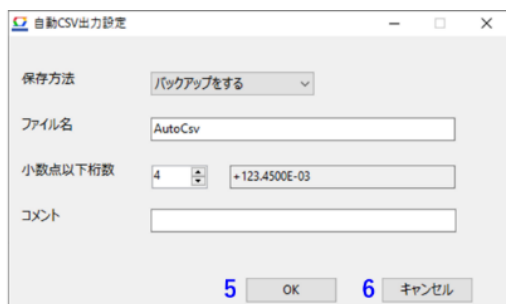 自動CSV出力設定
保存方法 バックアップをする
ファイル名 AutoCsv
小数点以下桁数 4 +123.4500E-03
コメント
5 OK 6 キャンセル